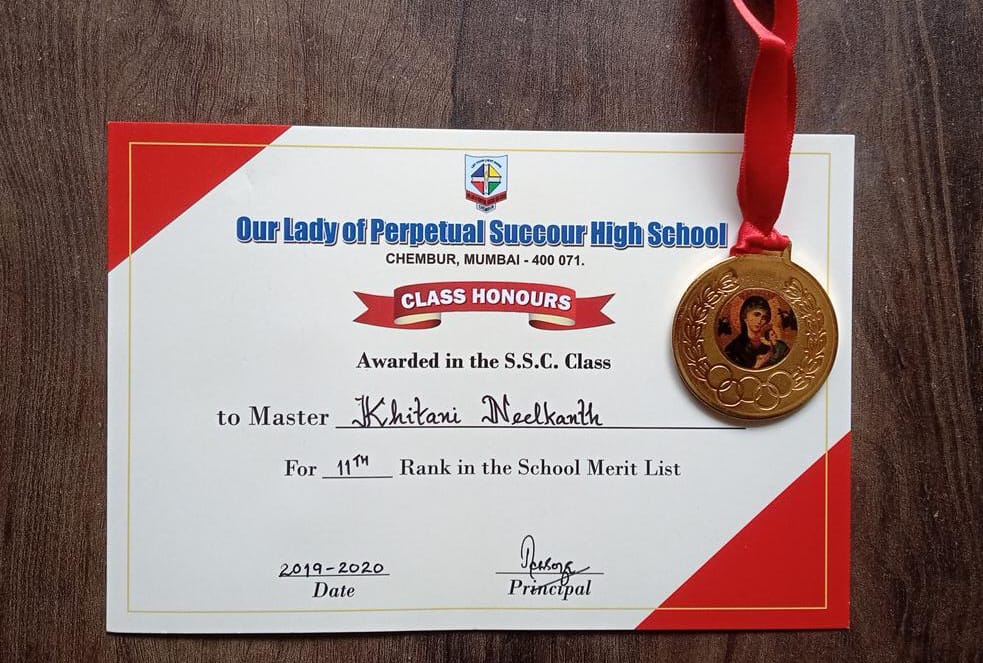 Our Lady of Perpetual Succour High School
CHEMBUR, MUMBAI - 400 071.
CLASS HONOURS
Awarded in the S.S.C. Class
to Master Khitani Neelkanth
For 11TH Rank in the School Merit List
2019-2020
Date
Principal